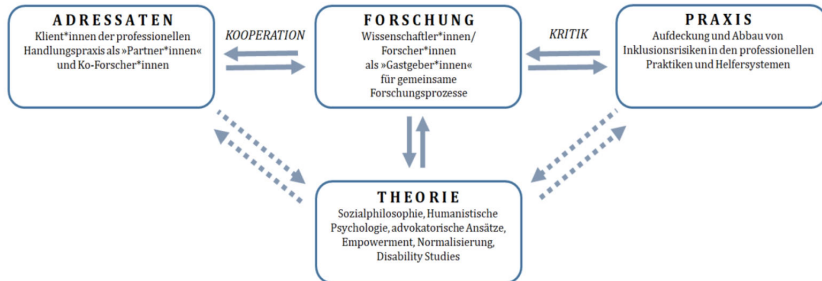 ADRESSATEN
Klient*innen der professionellen
Handlungspraxis als »Partner*innen«
und Ko-Forscher*innen
KOOPERATION
FORSCHUNG
Wissenschaftler*innen/
Forscher*innen
als »Gastgeber*innen«
für gemeinsame
Forschungsprozesse
KRITIK
PRAXIS
Aufdeckung und Abbau von
Inklusionsrisiken in den professionellen
Praktiken und Helfersystemen
THEORIE
Sozialphilosophie, Humanistische
Psychologie, advokatorische Ansätze,
Empowerment, Normalisierung,
Disability Studies